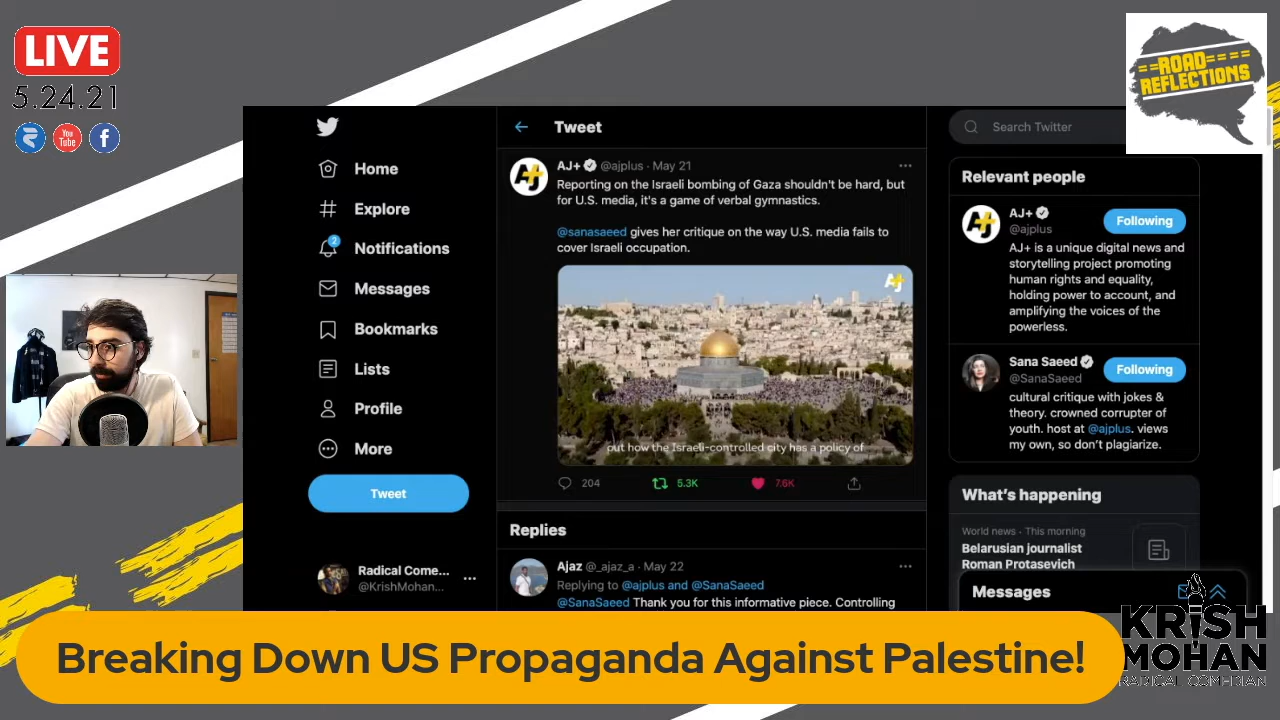 LIVE
5.24.21
You
Tube
==ROAD====
REFLECTIONS
Home
Explore
2
Notifications
Messages
Bookmarks
Lists
Profile
More
Tweet
Radical Come...
@KrishMohan...
Tweet
AJ+ @ajplus · May 21
Reporting on the Israeli bombing of Gaza shouldn't be hard, but
for U.S. media, it's a game of verbal gymnastics.
@sanasaeed gives her critique on the way U.S. media fails to
cover Israeli occupation.
out how the Israeli-controlled city has a policy of
204 5.3K 7.6K
Replies
Ajaz @_ajaz_a · May 22
Replying to @ajplus and @SanaSaeed
@SanaSaeed Thank you for this informative piece. Controlling
Search Twitter
Relevant people
AJ+
@ajplus
Following
AJ+ is a unique digital news and
storytelling project promoting
human rights and equality,
holding power to account, and
amplifying the voices of the
powerless.
Sana Saeed
@SanaSaeed
Following
cultural critique with jokes &
theory. crowned corrupter of
youth. host at @ajplus. views
my own, so don't plagiarize.
What's happening
World news · This morning
Belarusian journalist
Roman Protasevich
Messages
Breaking Down US Propaganda Against Palestine!
KRISH
MOHAN
RADICAL COMEDIAN